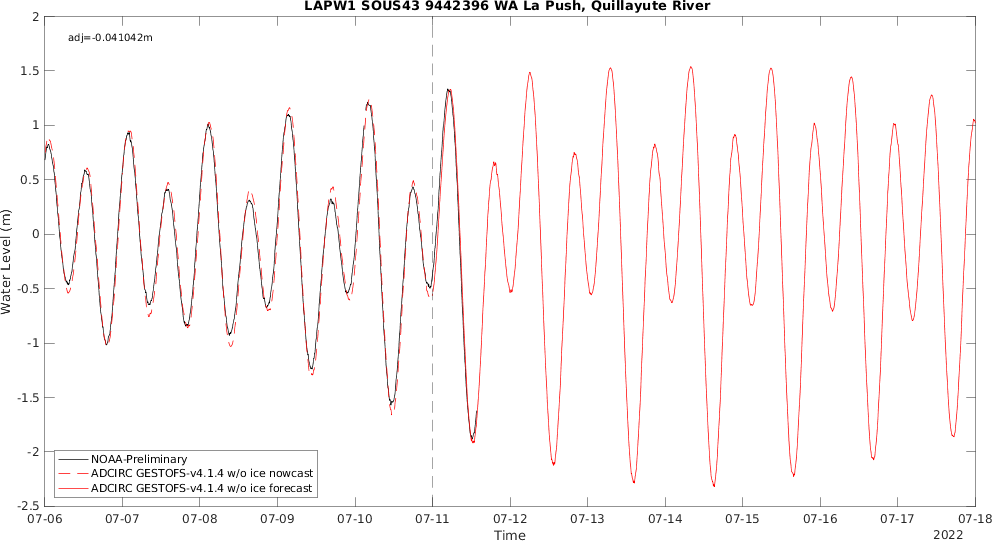 LAPW1 SOUS43 9442396 WA La Push, Quillayute River
adj=-0.041042m
2
1.5
1
0.5
0
-0.5
-1
-1.5
-2
-2.5
Water Level (m)
NOAA-Preliminary
ADCIRC GESTOFS-v4.1.4 w/o ice nowcast
ADCIRC GESTOFS-v4.1.4 w/o ice forecast
07-06 07-07 07-08 07-09 07-10 07-11 07-12 07-13 07-14 07-15 07-16 07-17 07-18
Time
2022